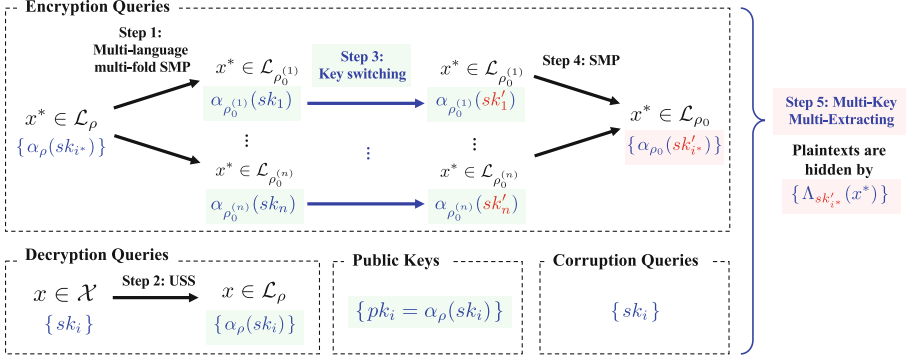 Encryption Queries
Step 1:
Multi-language
multi-fold SMP
x* ∈ ℒ_ρ
{α_ρ(sk_{i*})}
x* ∈ ℒ_{ρ_0^{(1)}}
α_{ρ_0^{(1)}}(sk_1)
⋮
x* ∈ ℒ_{ρ_0^{(n)}}
α_{ρ_0^{(n)}}(sk_n)
Step 3:
Key switching
⋮
x* ∈ ℒ_{ρ_0^{(1)}}
α_{ρ_0^{(1)}}(sk'_1)
⋮
x* ∈ ℒ_{ρ_0^{(n)}}
α_{ρ_0^{(n)}}(sk'_n)
Step 4: SMP
x* ∈ ℒ_{ρ_0}
{α_{ρ_0}(sk'_{i*})}
Step 5: Multi-Key
Multi-Extracting
Plaintexts are
hidden by
{Λ_{sk'_{i*}}(x*)}
Decryption Queries
x ∈ 𝒳
{sk_i}
Step 2: USS
x ∈ ℒ_ρ
{α_ρ(sk_i)}
Public Keys
{pk_i = α_ρ(sk_i)}
Corruption Queries
{sk_i}